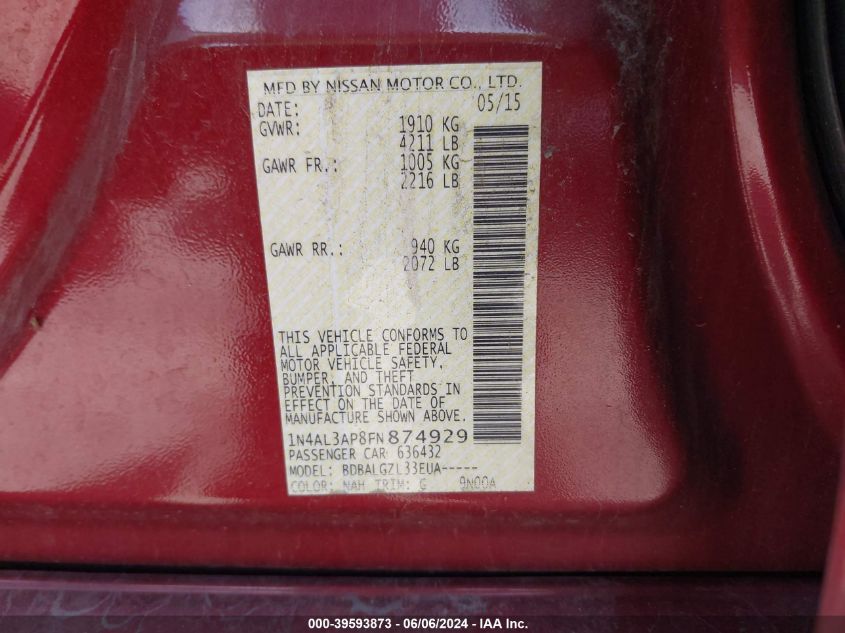 MFD BY NISSAN MOTOR CO., LTD.
DATE: 05/15
GVWR: 1910 KG
4211 LB
GAWR FR.: 1005 KG
2216 LB
GAWR RR.: 940 KG
2072 LB
THIS VEHICLE CONFORMS TO
ALL APPLICABLE FEDERAL
MOTOR VEHICLE SAFETY,
BUMPER, AND THEFT
PREVENTION STANDARDS IN
EFFECT ON THE DATE OF
MANUFACTURE SHOWN ABOVE.
1N4AL3AP8FN874929
PASSENGER CAR 636432
MODEL: BDBALGZL33EUA-----
COLOR: NAH TRIM: G 9N00A
000-39593873 - 06/06/2024 - IAA Inc.